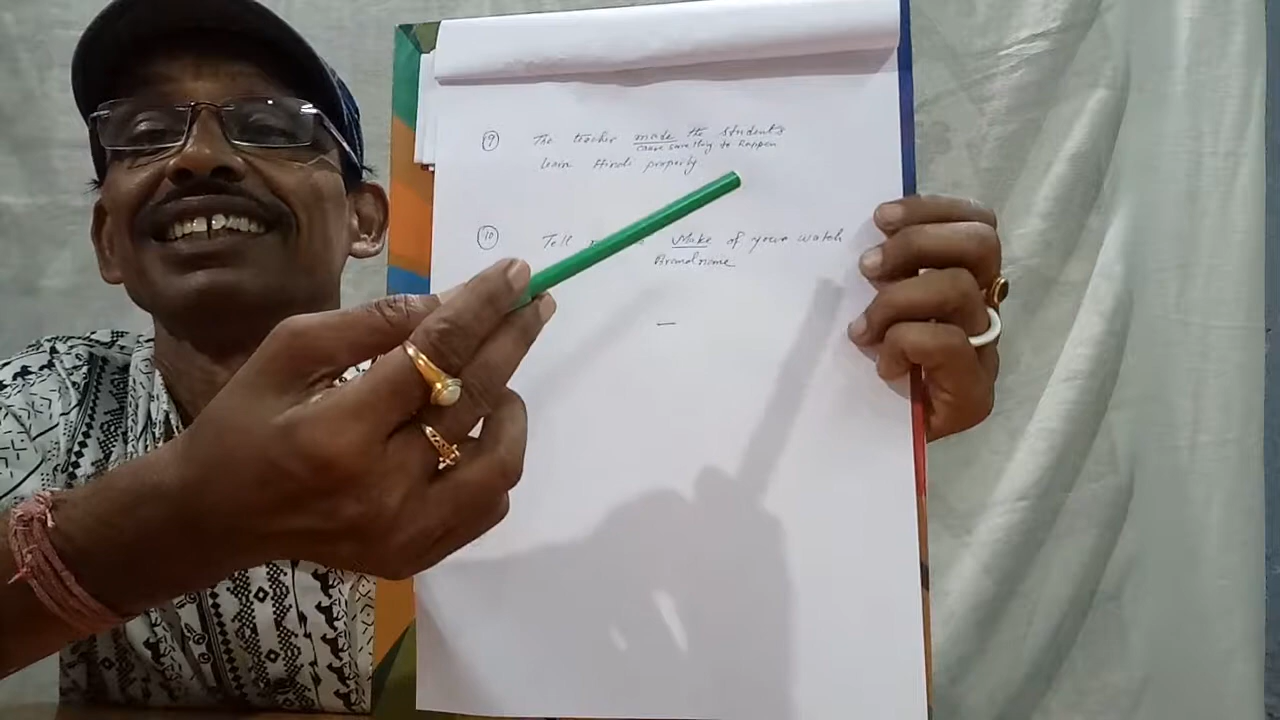 9 The teacher made the students
cause something to happen
learn Hindi properly.
10 Tell Make of your watch
Brand name